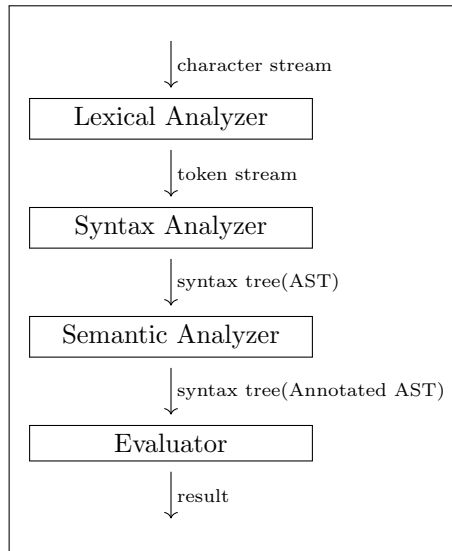 character stream
Lexical Analyzer
token stream
Syntax Analyzer
syntax tree(AST)
Semantic Analyzer
syntax tree(Annotated AST)
Evaluator
result